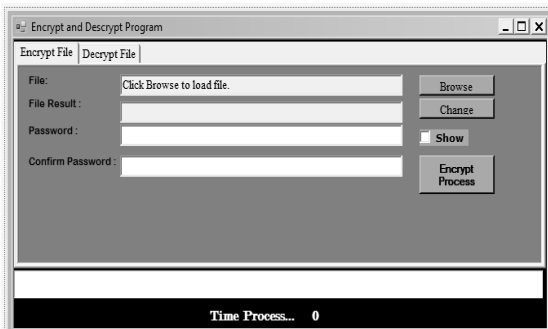 Encrypt and Descrypt Program
Encrypt File Decrypt File
File: Click Browse to load file. Browse
File Result : Change
Password : Show
Confirm Password : Encrypt
Process
Time Process... 0